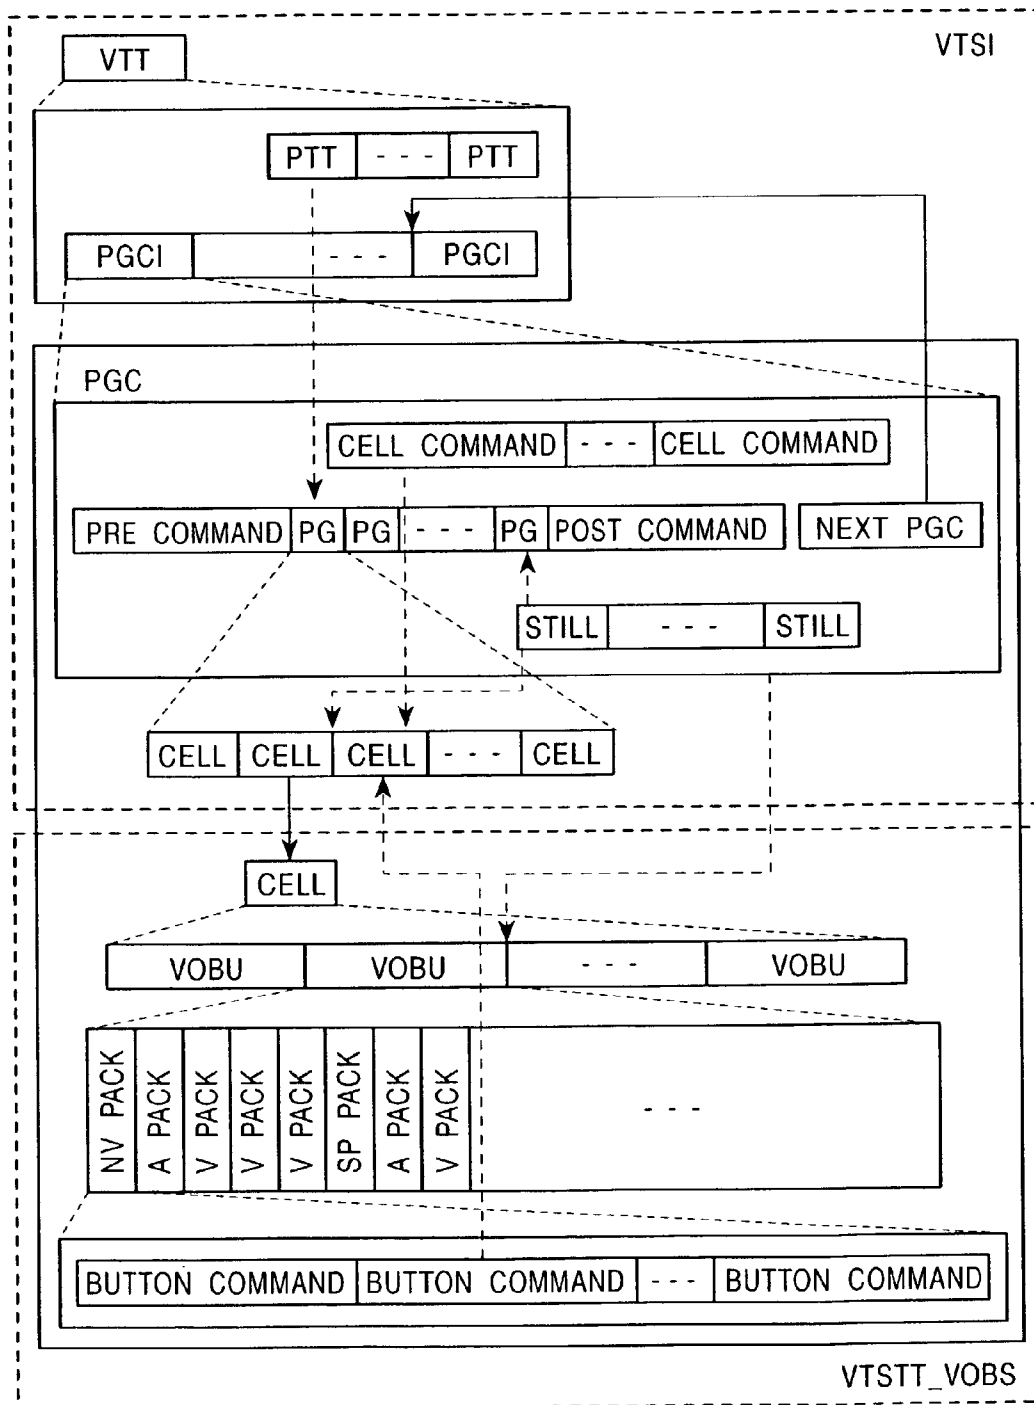 VTSI
VTT
PTT - - - PTT
PGCI - - - PGCI
PGC
CELL COMMAND - - - CELL COMMAND
PRE COMMAND PG PG - - - PG POST COMMAND NEXT PGC
STILL - - - STILL
CELL CELL CELL - - - CELL
CELL
VOBU VOBU - - - VOBU
NV PACK
A PACK
V PACK
V PACK
V PACK
SP PACK
A PACK
V PACK
- - -
BUTTON COMMAND BUTTON COMMAND - - - BUTTON COMMAND
VTSTT_VOBS